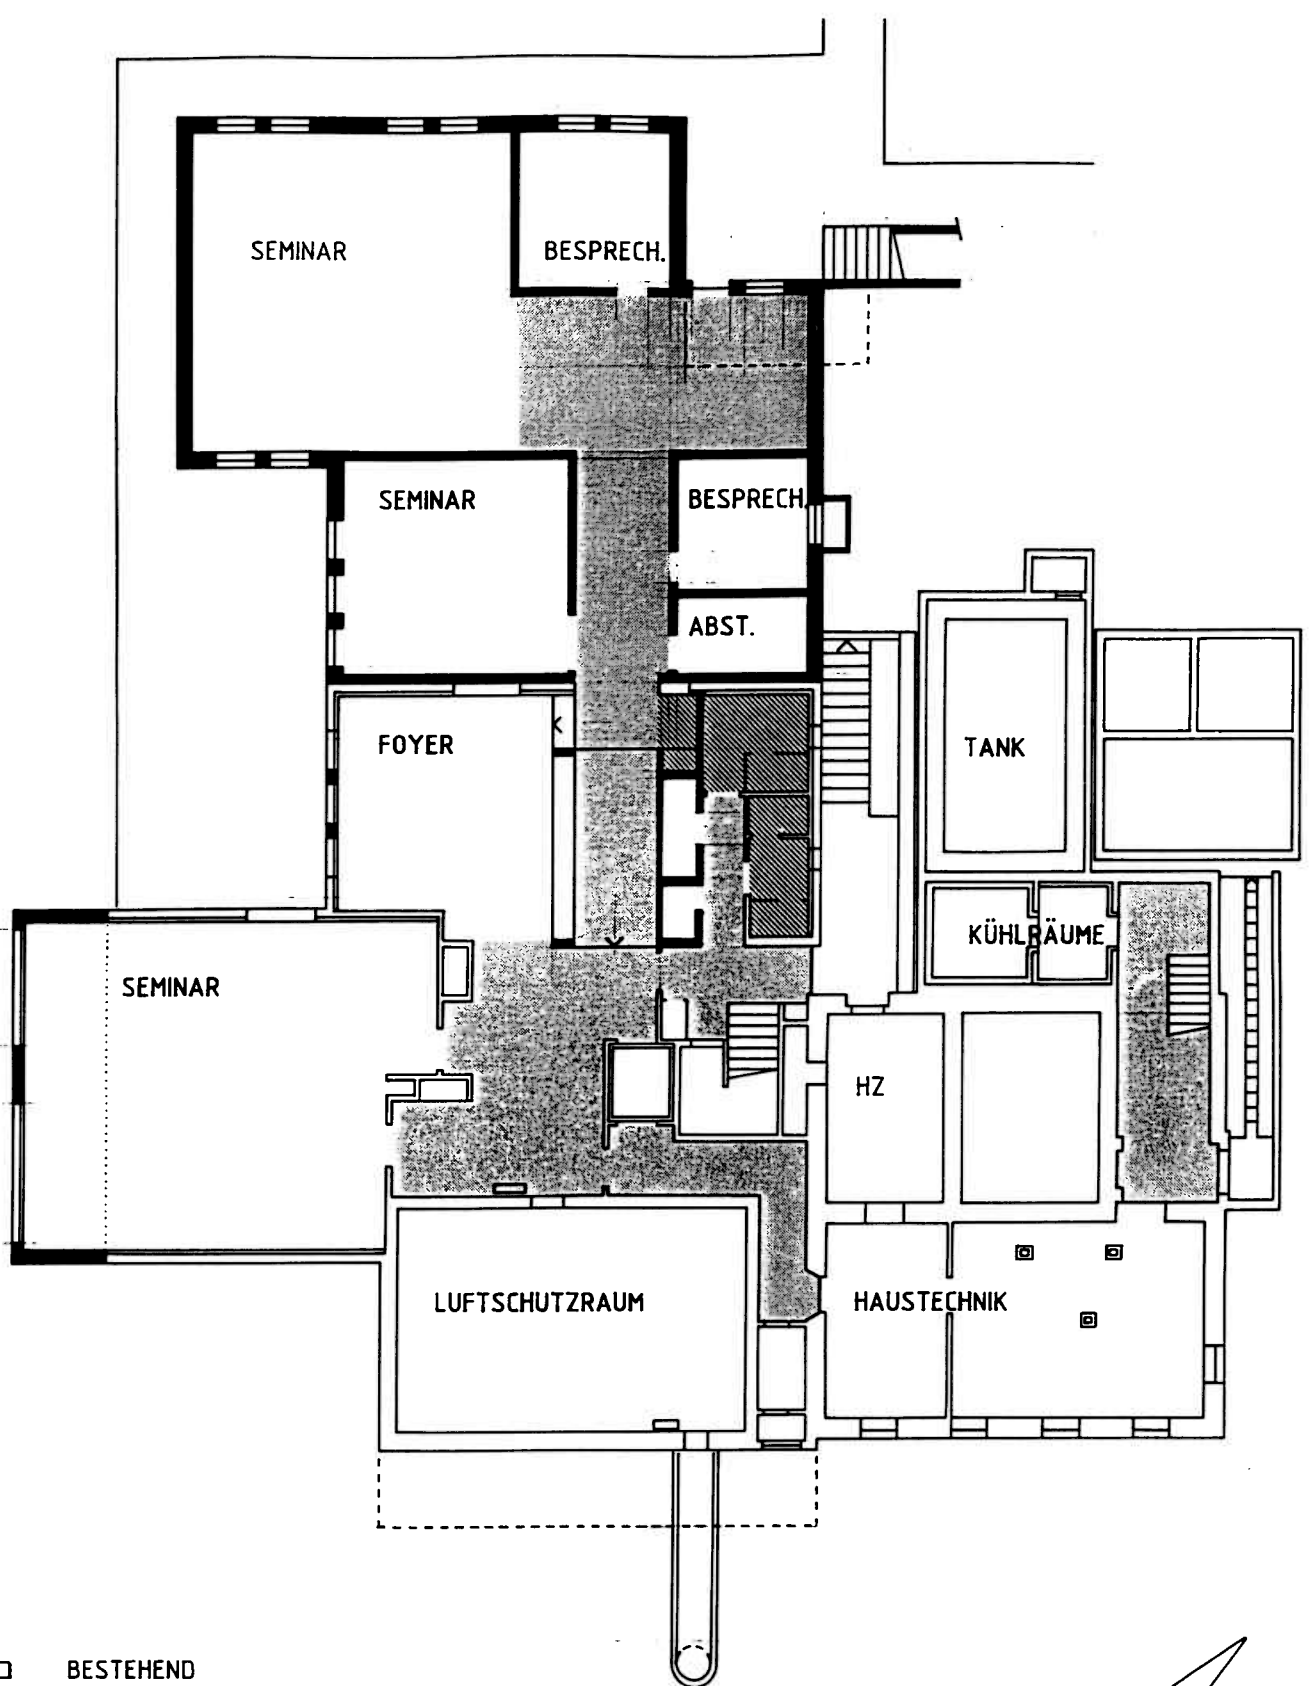 SEMINAR
BESPRECH.
SEMINAR
BESPRECH.
ABST.
FOYER
TANK
KÜHLRÄUME
SEMINAR
HZ
LUFTSCHUTZRAUM
HAUSTECHNIK
BESTEHEND